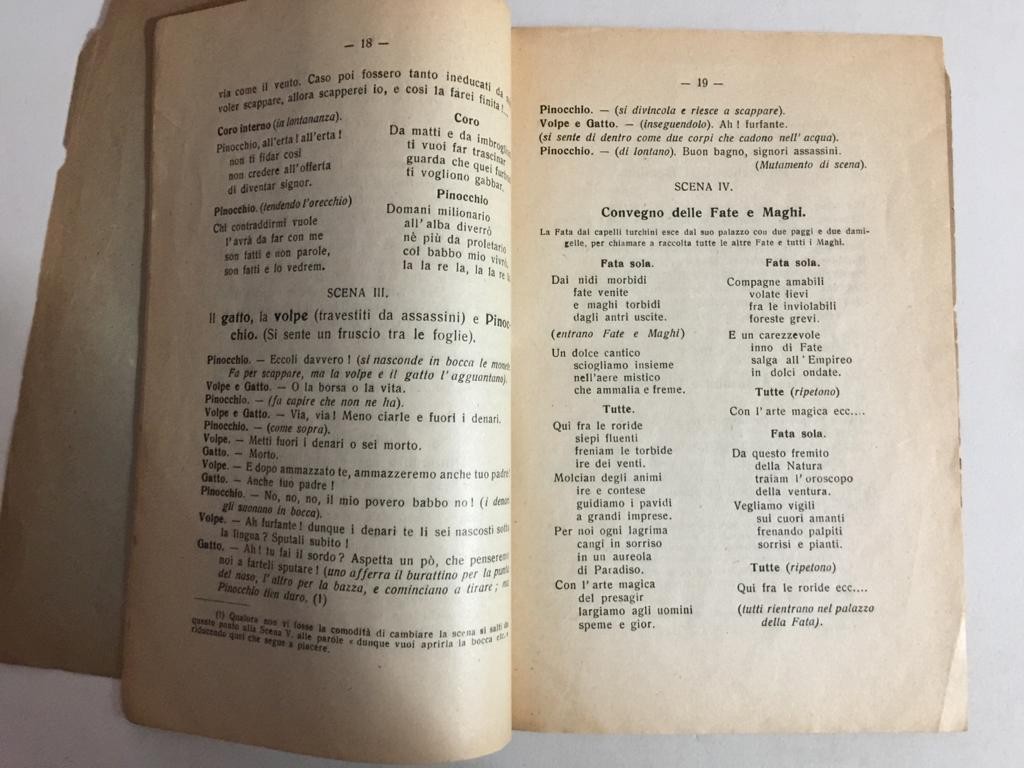 — 18 —
via come il vento. Caso poi fossero tanto ineducati da
voler scappare, allora scapperei io, e così la farei finita!...
Coro interno (in lontananza).
Pinocchio, all'erta! all'erta!
non ti fidar così
non credere all'offerta
di diventar signor.
Pinocchio. (tendendo l'orecchio)
Chi contraddirmi vuole
l'avrà da far con me
son fatti e non parole,
son fatti e lo vedrem.
Coro
Da matti e da
ti vuoi far trascinar
guarda che quei
ti vogliono gabbar.
Pinocchio
Domani milionario
all'alba diverrò
nè più da proletario
col babbo mio vivrò,
la la re la, la la re
SCENA III.
Il gatto, la volpe (travestiti da assassini) e Pinoc-
chio. (Si sente un fruscio tra le foglie).
Pinocchio. — Eccoli davvero! (si nasconde in bocca le monete
Fa per scappare, ma la volpe e il gatto l'agguantano).
Volpe e Gatto. — O la borsa o la vita.
Pinocchio. — (fa capire che non ne ha).
Volpe e Gatto. — Via, via! Meno ciarle e fuori i denari.
Pinocchio. — (come sopra).
Volpe. — Metti fuori i denari o sei morto.
Gatto. — Morto.
Volpe. — E dopo ammazzato te, ammazzeremo anche tuo padre!
Gatto. — Anche tuo padre!
Pinocchio. — No, no, no, il mio povero babbo no! (i denari
gli suonano in bocca).
Volpe. — Ah furfante! dunque i denari te li sei nascosti sotto
la lingua? Sputali subito!
Gatto. — Ah! tu fai il sordo? Aspetta un pò, che penseremo
noi a farteli sputare! (uno afferra il burattino per la punta
del naso, l'altro per la bazza, e cominciano a tirare; ma
Pinocchio tien duro. (1)
(1) Qualora non vi fosse la comodità di cambiare la scena si salti da
questo punto alla Scena V. alle parole « dunque vuoi aprirla la bocca etc. »
riducendo quel che segue a piacere.
— 19 —
Pinocchio. — (si divincola e riesce a scappare).
Volpe e Gatto. — (inseguendolo). Ah! furfante.
(si sente di dentro come due corpi che cadono nell'acqua).
Pinocchio. — (di lontano). Buon bagno, signori assassini.
(Mutamento di scena).
SCENA IV.
Convegno delle Fate e Maghi.
La Fata dai capelli turchini esce dal suo palazzo con due paggi e due dami-
gelle, per chiamare a raccolta tutte le altre Fate e tutti i Maghi.
Fata sola.
Dai nidi morbidi
fate venite
e maghi torbidi
dagli antri uscite.
(entrano Fate e Maghi)
Un dolce cantico
sciogliamo insieme
nell'aere mistico
che ammalia e freme.
Tutte.
Qui fra le roride
siepi fluenti
freniam le torbide
ire dei venti.
Molcian degli animi
ire e contese
guidiamo i pavidi
a grandi imprese.
Per noi ogni lagrima
cangi in sorriso
in un aureola
di Paradiso.
Con l'arte magica
del presagir
largiamo agli uomini
speme e gior.
Fata sola.
Compagne amabili
volate lievi
fra le inviolabili
foreste grevi.
E un carezzevole
inno di Fate
salga all'Empireo
in dolci ondate.
Tutte (ripetono)
Con l'arte magica ecc....
Fata sola.
Da questo fremito
della Natura
traiam l'oroscopo
della ventura.
Vegliamo vigili
sui cuori amanti
frenando palpiti
sorrisi e pianti.
Tutte (ripetono)
Qui fra le roride ecc....
(tutti rientrano nel palazzo
della Fata).